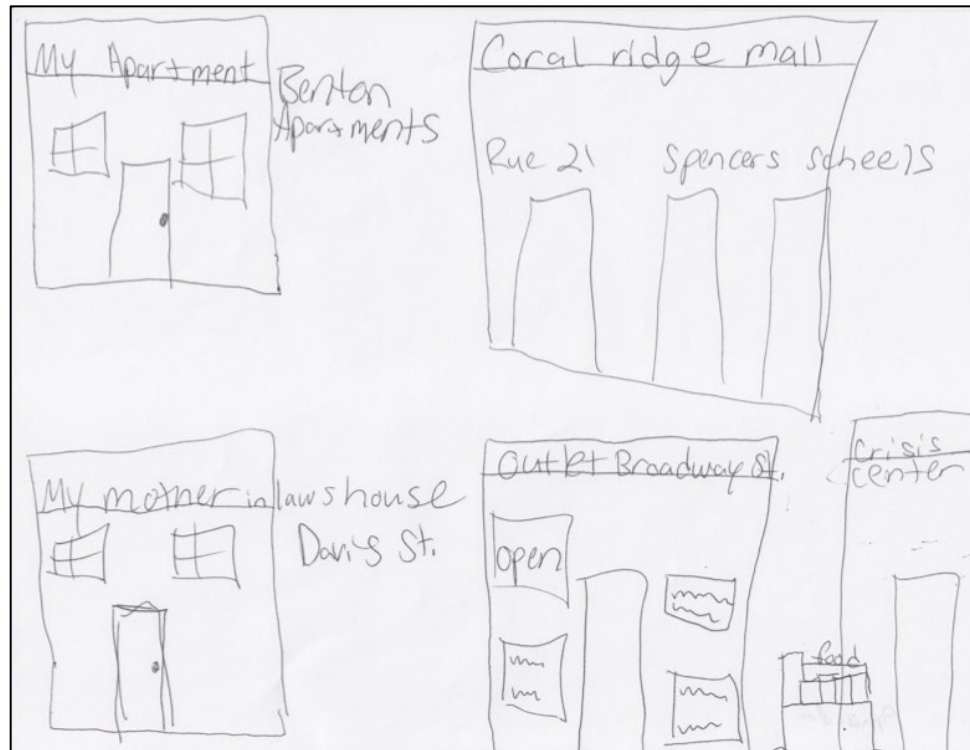 My Apartment
Benton
Apartments
Coral ridge mall
Rue 21 Spencers scheels
My mother in laws house
Davis St.
Outlet Broadway St.
open
Crisis
center
food